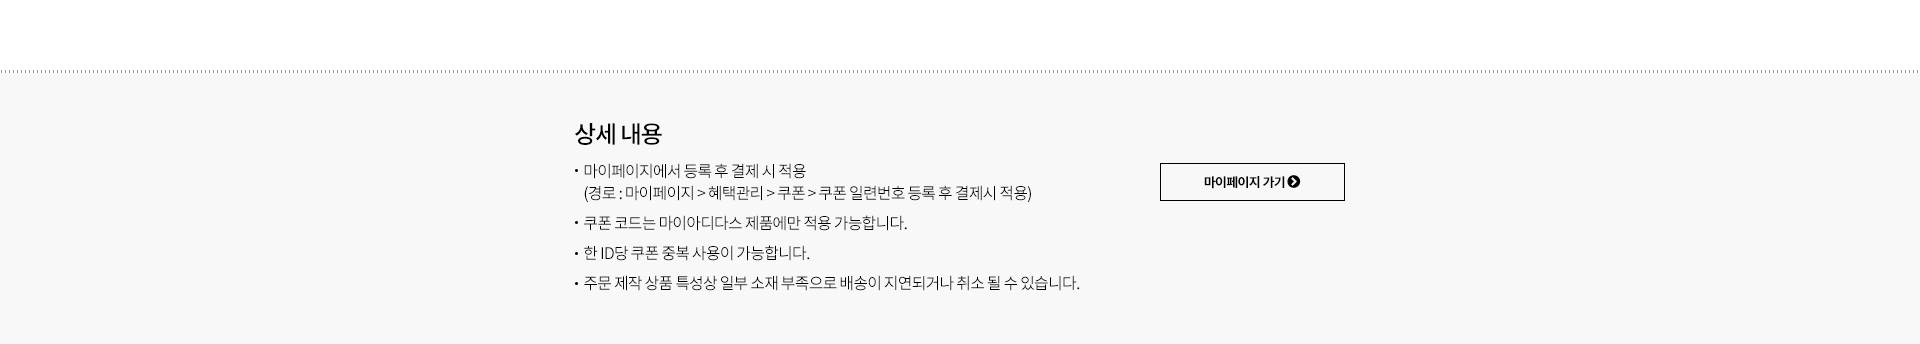 상세 내용
• 마이페이지에서 등록 후 결제 시 적용
(경로 : 마이페이지 > 혜택관리 > 쿠폰 > 쿠폰 일련번호 등록 후 결제시 적용)
마이페이지 가기
• 쿠폰 코드는 마이아디다스 제품에만 적용 가능합니다.
• 한 ID당 쿠폰 중복 사용이 가능합니다.
• 주문 제작 상품 특성상 일부 소재 부족으로 배송이 지연되거나 취소 될 수 있습니다.